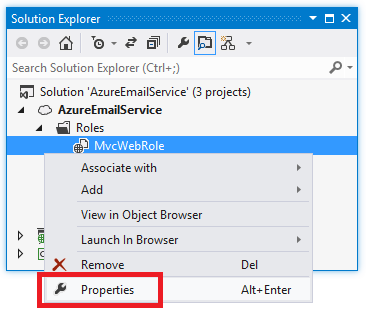 Solution Explorer
Search Solution Explorer (Ctrl+;)
Solution 'AzureEmailService' (3 projects)
AzureEmailService
Roles
MvcWebRole
Associate with
Add
View in Object Browser
Launch In Browser
Remove Del
Properties Alt+Enter